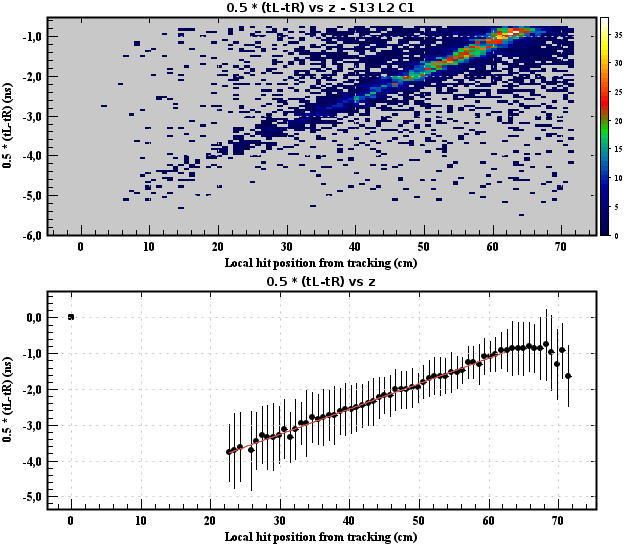 0.5 * (tL-tR) vs z - S13 L2 C1
0.5 * (tL-tR) (ns)
-1,0
-2,0
-3,0
-4,0
-5,0
-6,0
0 10 20 30 40 50 60 70
Local hit position from tracking (cm)
35
30
25
20
15
10
5
0
0.5 * (tL-tR) vs z
0.5 * (tL-tR) (ns)
0,0
-1,0
-2,0
-3,0
-4,0
-5,0
0 10 20 30 40 50 60 70
Local hit position from tracking (cm)